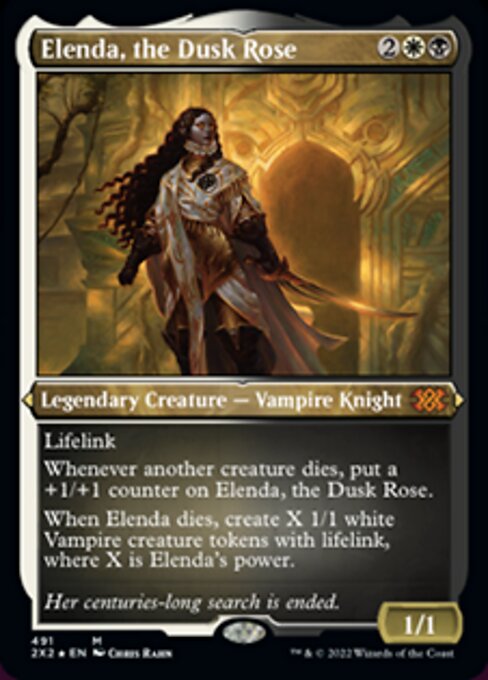 Elenda, the Dusk Rose 2
Legendary Creature — Vampire Knight
Lifelink
Whenever another creature dies, put a
+1/+1 counter on Elenda, the Dusk Rose.
When Elenda dies, create X 1/1 white
Vampire creature tokens with lifelink,
where X is Elenda's power.
Her centuries-long search is ended.
1/1
491 M
2X2 ★ EN Chris Rahn
™ & © 2022 Wizards of the Coast